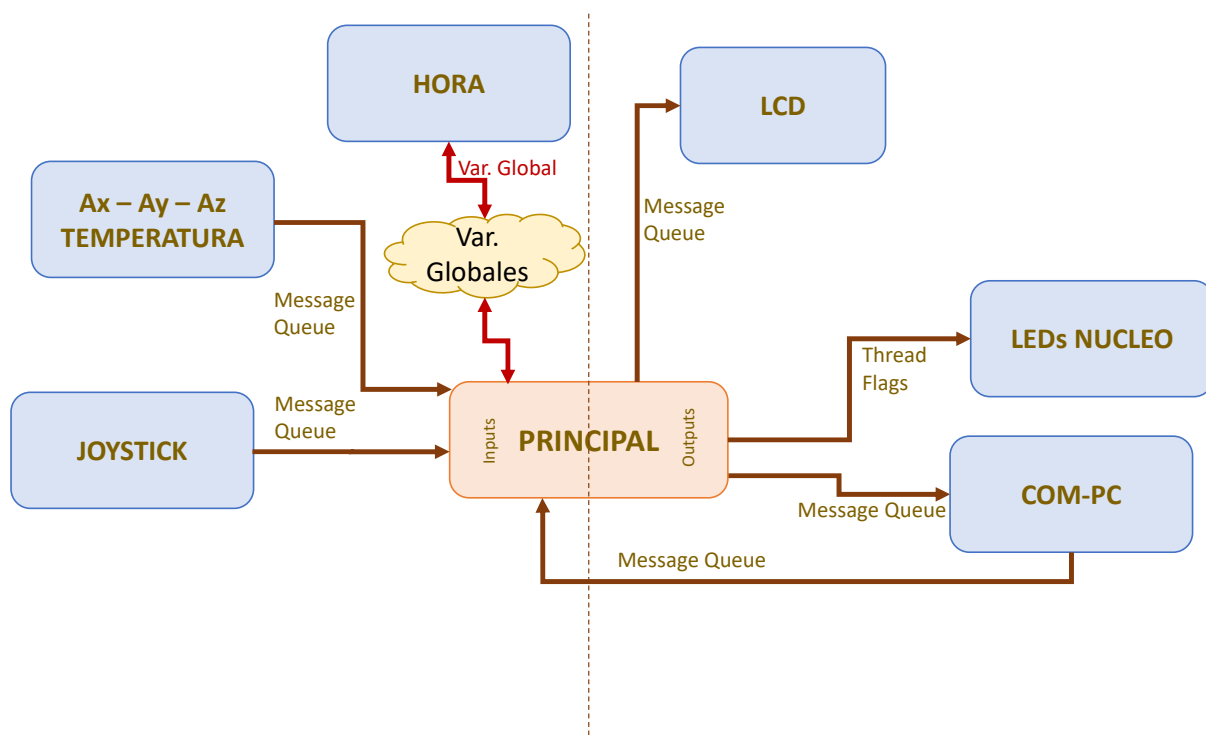 HORA
LCD
Var. Global
Ax – Ay – Az
TEMPERATURA
Message
Queue
Var.
Globales
Message
Queue
LEDs NUCLEO
Thread
Flags
Message
Queue
JOYSTICK
Inputs
PRINCIPAL
Outputs
COM-PC
Message Queue
Message Queue